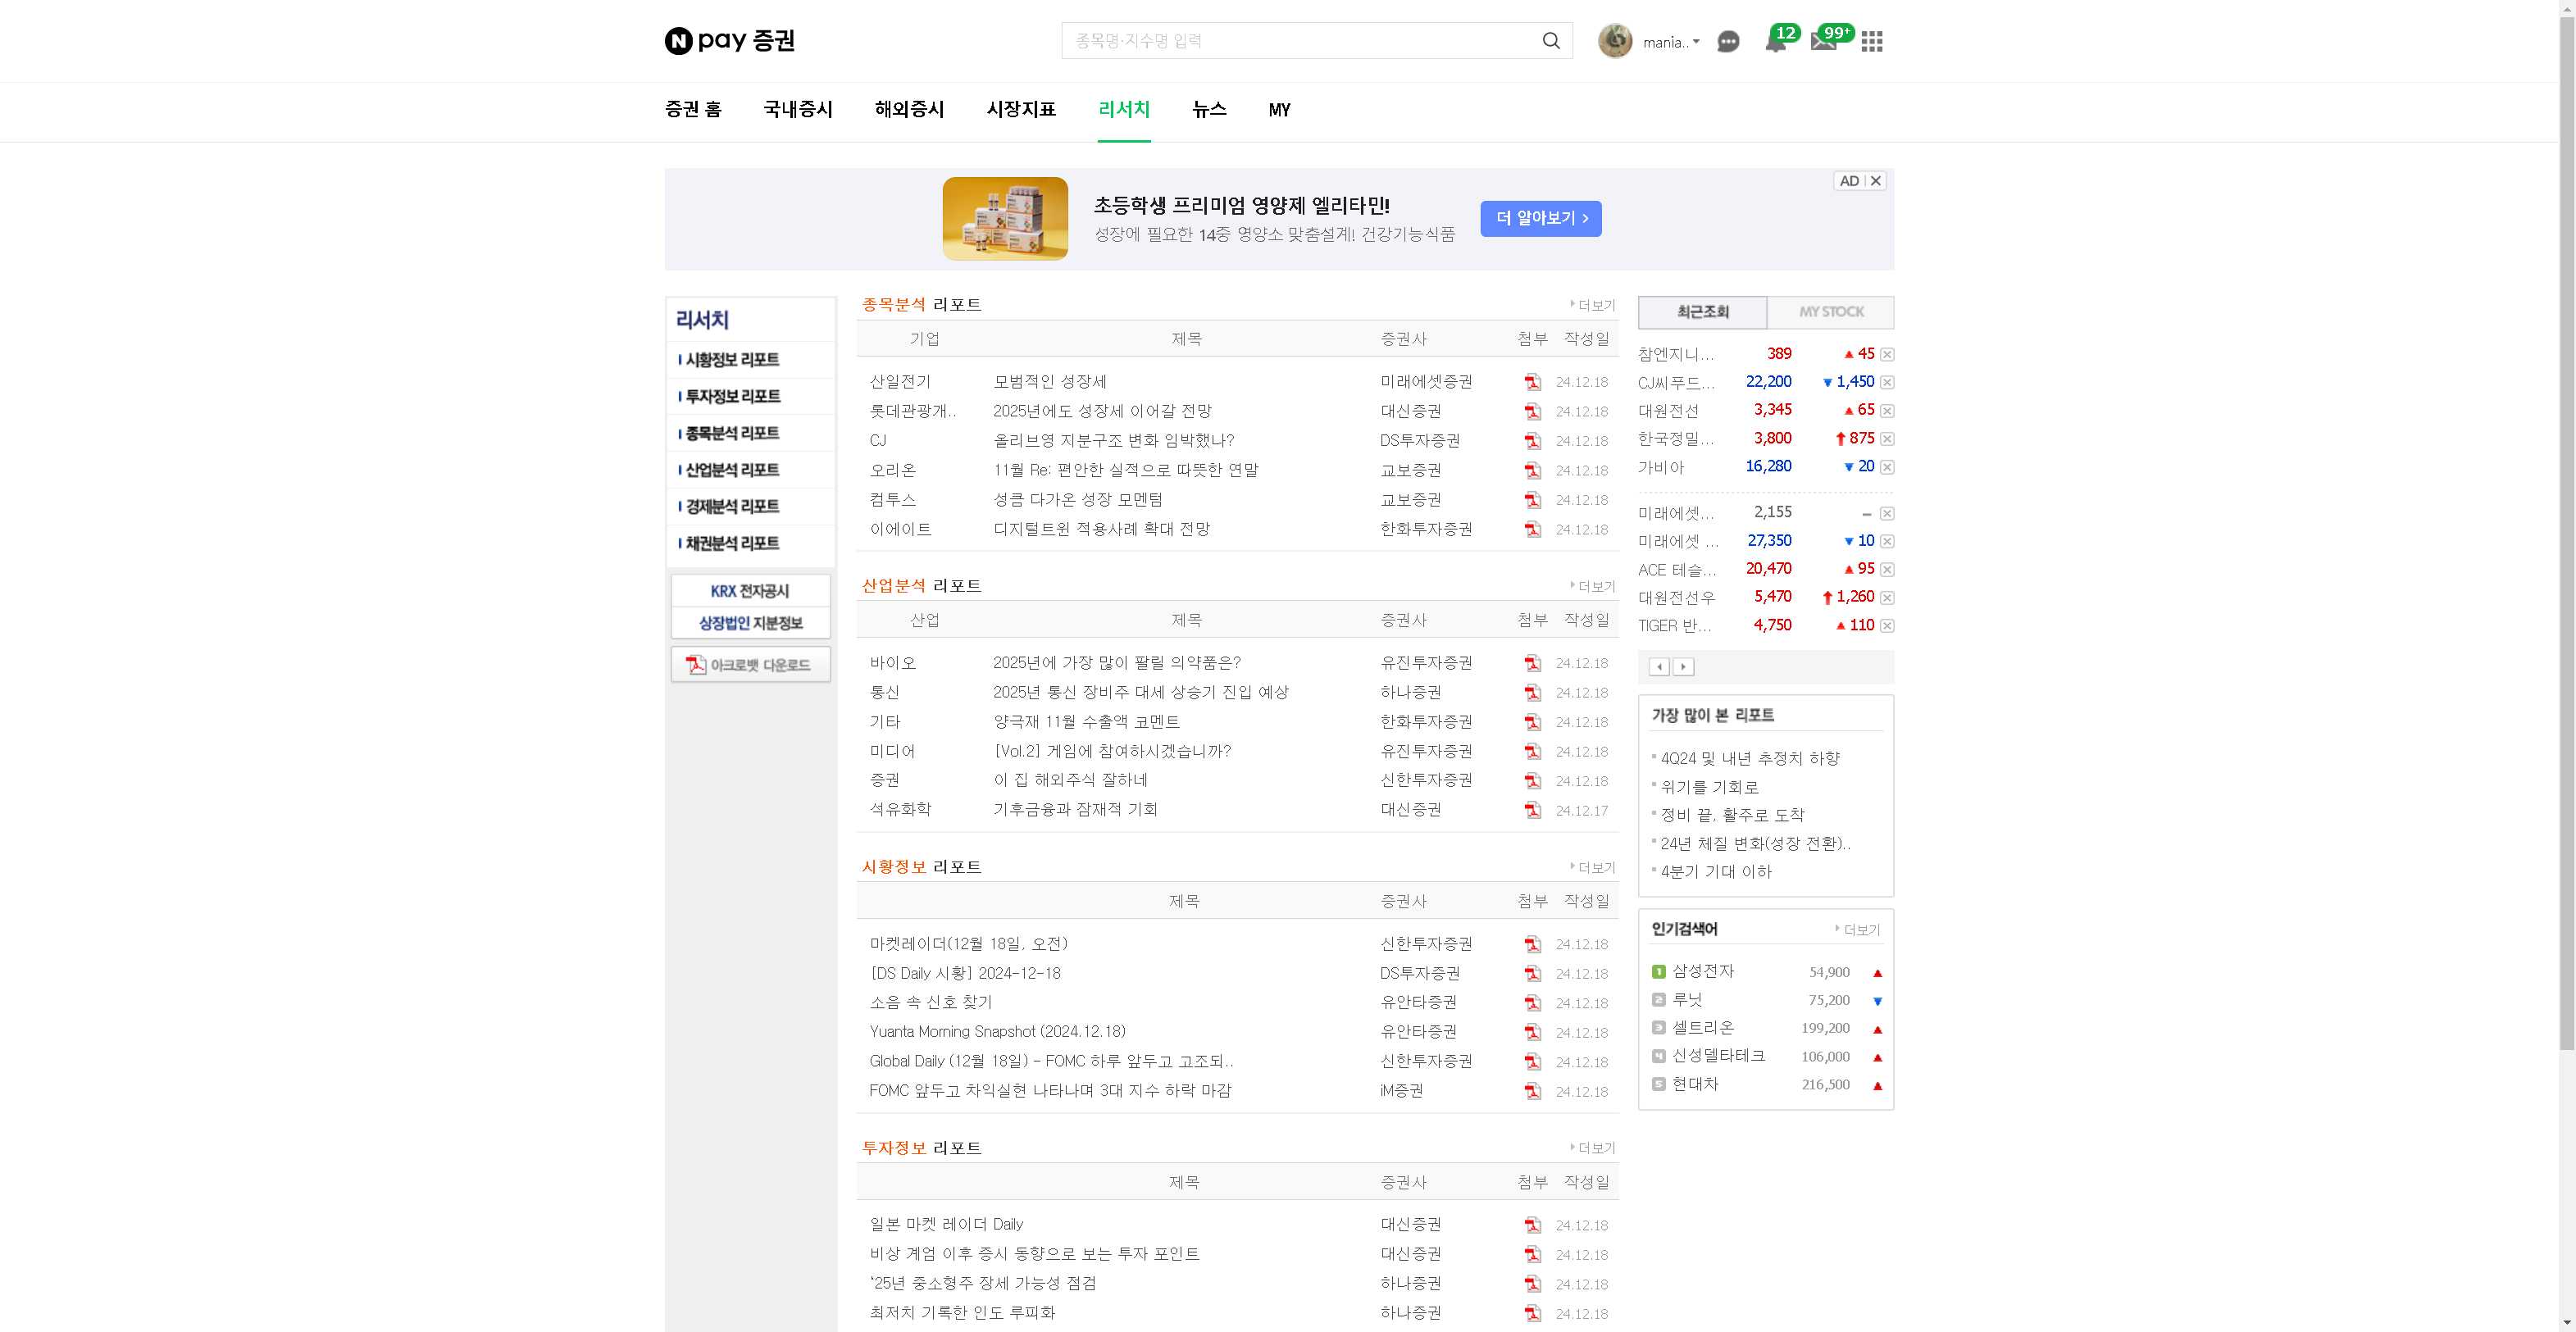 N pay 증권
종목명·지수명 입력
mania..
12
99+
증권 홈 국내증시 해외증시 시장지표 리서치 뉴스 MY
초등학생 프리미엄 영양제 엘리타민!
성장에 필요한 14종 영양소 맞춤설계! 건강기능식품
더 알아보기
AD
리서치
시황정보 리포트
투자정보 리포트
종목분석 리포트
산업분석 리포트
경제분석 리포트
채권분석 리포트
KRX 전자공시
상장법인 지분정보
아크로뱃 다운로드
종목분석 리포트 더보기
기업 제목 증권사 첨부 작성일
산일전기 모범적인 성장세 미래에셋증권 24.12.18
롯데관광개.. 2025년에도 성장세 이어갈 전망 대신증권 24.12.18
CJ 올리브영 지분구조 변화 임박했나? DS투자증권 24.12.18
오리온 11월 Re: 편안한 실적으로 따뜻한 연말 교보증권 24.12.18
컴투스 성큼 다가온 성장 모멘텀 교보증권 24.12.18
이에이트 디지털트윈 적용사례 확대 전망 한화투자증권 24.12.18
산업분석 리포트 더보기
산업 제목 증권사 첨부 작성일
바이오 2025년에 가장 많이 팔릴 의약품은? 유진투자증권 24.12.18
통신 2025년 통신 장비주 대세 상승기 진입 예상 하나증권 24.12.18
기타 양극재 11월 수출액 코멘트 한화투자증권 24.12.18
미디어 [Vol.2] 게임에 참여하시겠습니까? 유진투자증권 24.12.18
증권 이 집 해외주식 잘하네 신한투자증권 24.12.18
석유화학 기후금융과 잠재적 기회 대신증권 24.12.17
시황정보 리포트 더보기
제목 증권사 첨부 작성일
마켓레이더(12월 18일, 오전) 신한투자증권 24.12.18
[DS Daily 시황] 2024-12-18 DS투자증권 24.12.18
소음 속 신호 찾기 유안타증권 24.12.18
Yuanta Morning Snapshot (2024.12.18) 유안타증권 24.12.18
Global Daily (12월 18일) - FOMC 하루 앞두고 고조되.. 신한투자증권 24.12.18
FOMC 앞두고 차익실현 나타나며 3대 지수 하락 마감 iM증권 24.12.18
투자정보 리포트 더보기
제목 증권사 첨부 작성일
일본 마켓 레이더 Daily 대신증권 24.12.18
비상 계엄 이후 증시 동향으로 보는 투자 포인트 대신증권 24.12.18
‘25년 중소형주 장세 가능성 점검 하나증권 24.12.18
최저치 기록한 인도 루피화 하나증권 24.12.18
최근조회 MY STOCK
참엔지니... 389 ▲ 45
CJ씨푸드... 22,200 ▼ 1,450
대원전선 3,345 ▲ 65
한국정밀... 3,800 ↑ 875
가비아 16,280 ▼ 20
미래에셋... 2,155 –
미래에셋 ... 27,350 ▼ 10
ACE 테슬... 20,470 ▲ 95
대원전선우 5,470 ↑ 1,260
TIGER 반... 4,750 ▲ 110
가장 많이 본 리포트
4Q24 및 내년 추정치 하향
위기를 기회로
정비 끝, 활주로 도착
24년 체질 변화(성장 전환)..
4분기 기대 이하
인기검색어 더보기
1 삼성전자 54,900 ▲
2 루닛 75,200 ▼
3 셀트리온 199,200 ▲
4 신성델타테크 106,000 ▲
5 현대차 216,500 ▲